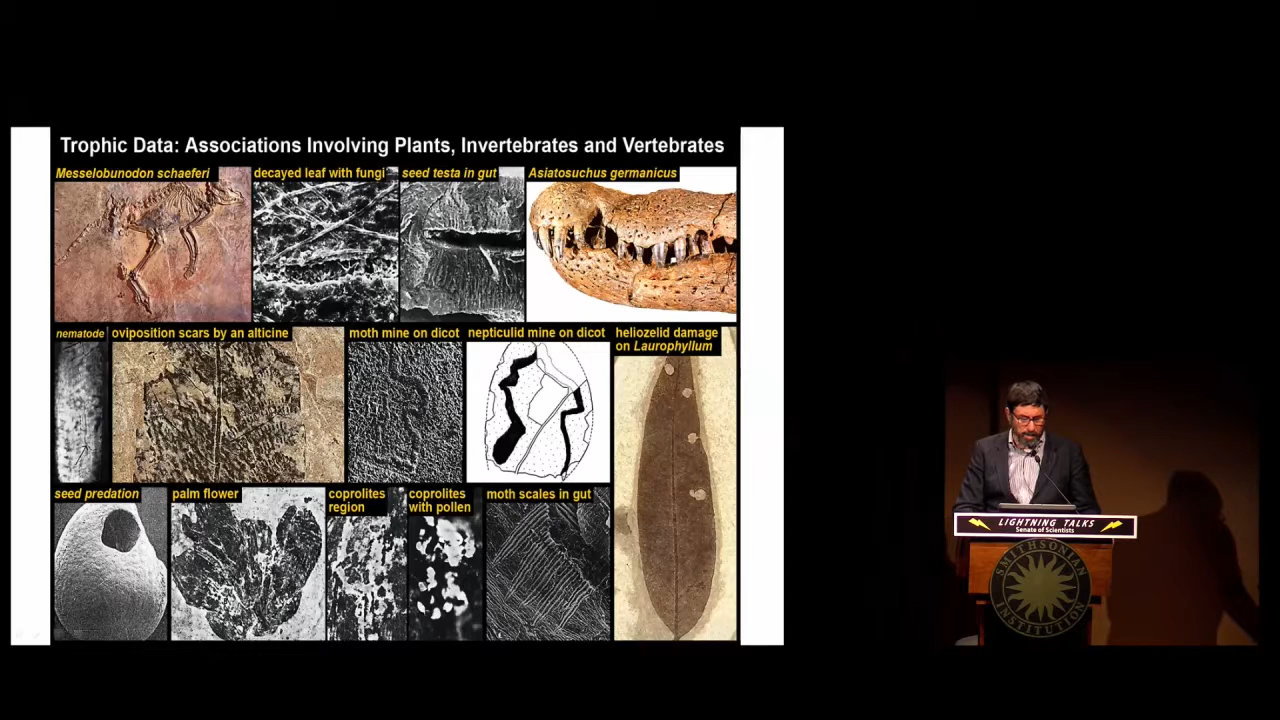 Trophic Data: Associations Involving Plants, Invertebrates and Vertebrates
Messelobunodon schaeferi
decayed leaf with fungi
seed testa in gut
Asiatosuchus germanicus
nematode
oviposition scars by an alticine
moth mine on dicot
nepticulid mine on dicot
heliozelid damage
on Laurophyllum
seed predation
palm flower
coprolites
region
coprolites
with pollen
moth scales in gut
LIGHTNING TALKS
Senate of Scientists
SMITHSONIAN
INSTITUTION